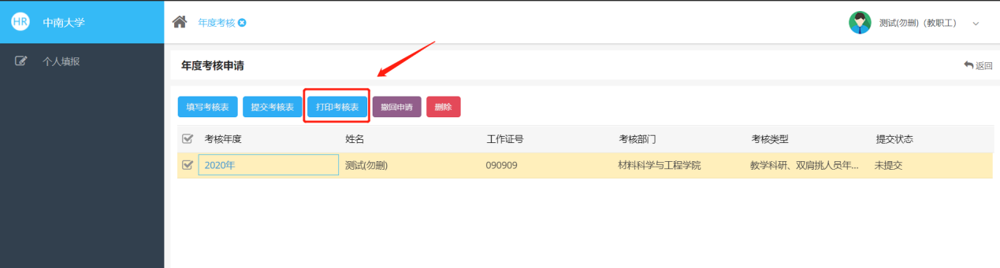 HR 中南大学 年度考核 测试(勿删)（教职工）
个人填报
年度考核申请 返回
填写考核表 提交考核表 打印考核表 撤回申请 删除
考核年度 姓名 工作证号 考核部门 考核类型 提交状态
2020年 测试(勿删) 090909 材料科学与工程学院 教学科研、双肩挑人员年... 未提交